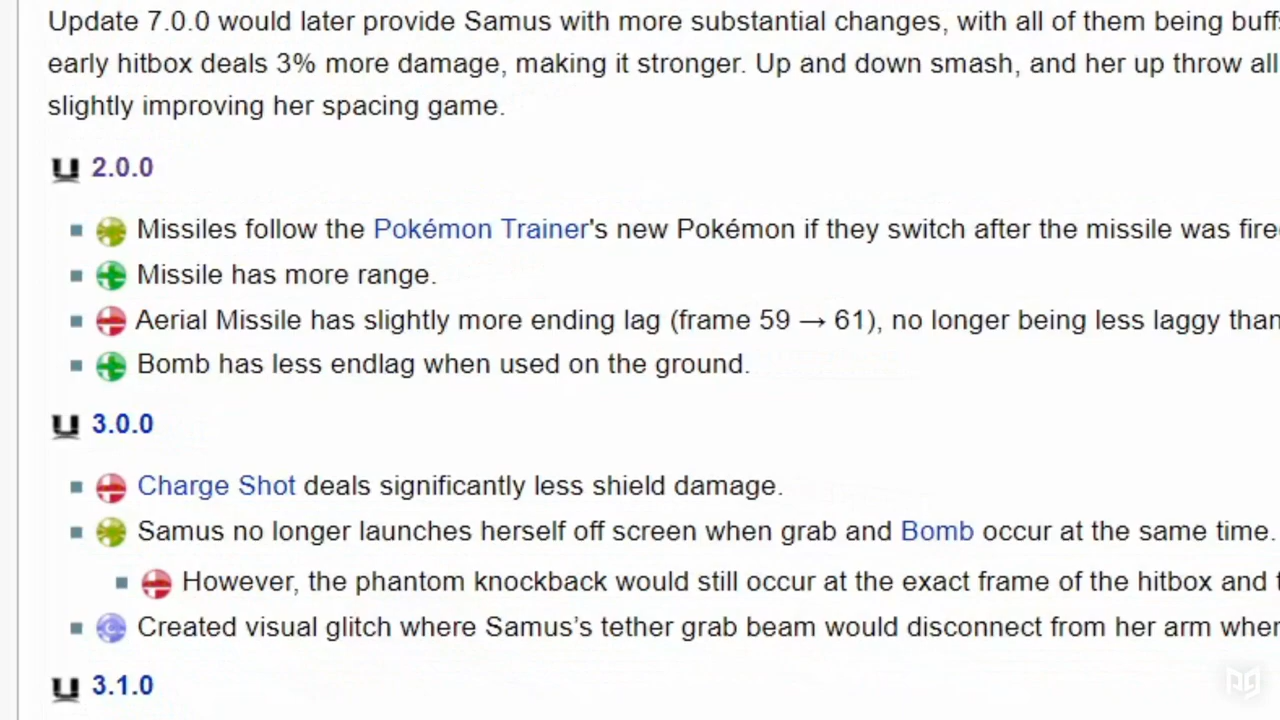 Update 7.0.0 would later provide Samus with more substantial changes, with all of them being buffs
early hitbox deals 3% more damage, making it stronger. Up and down smash, and her up throw all
slightly improving her spacing game.
2.0.0
Missiles follow the Pokémon Trainer's new Pokémon if they switch after the missile was fired
Missile has more range.
Aerial Missile has slightly more ending lag (frame 59 → 61), no longer being less laggy than
Bomb has less endlag when used on the ground.
3.0.0
Charge Shot deals significantly less shield damage.
Samus no longer launches herself off screen when grab and Bomb occur at the same time.
However, the phantom knockback would still occur at the exact frame of the hitbox and
Created visual glitch where Samus’s tether grab beam would disconnect from her arm when
3.1.0